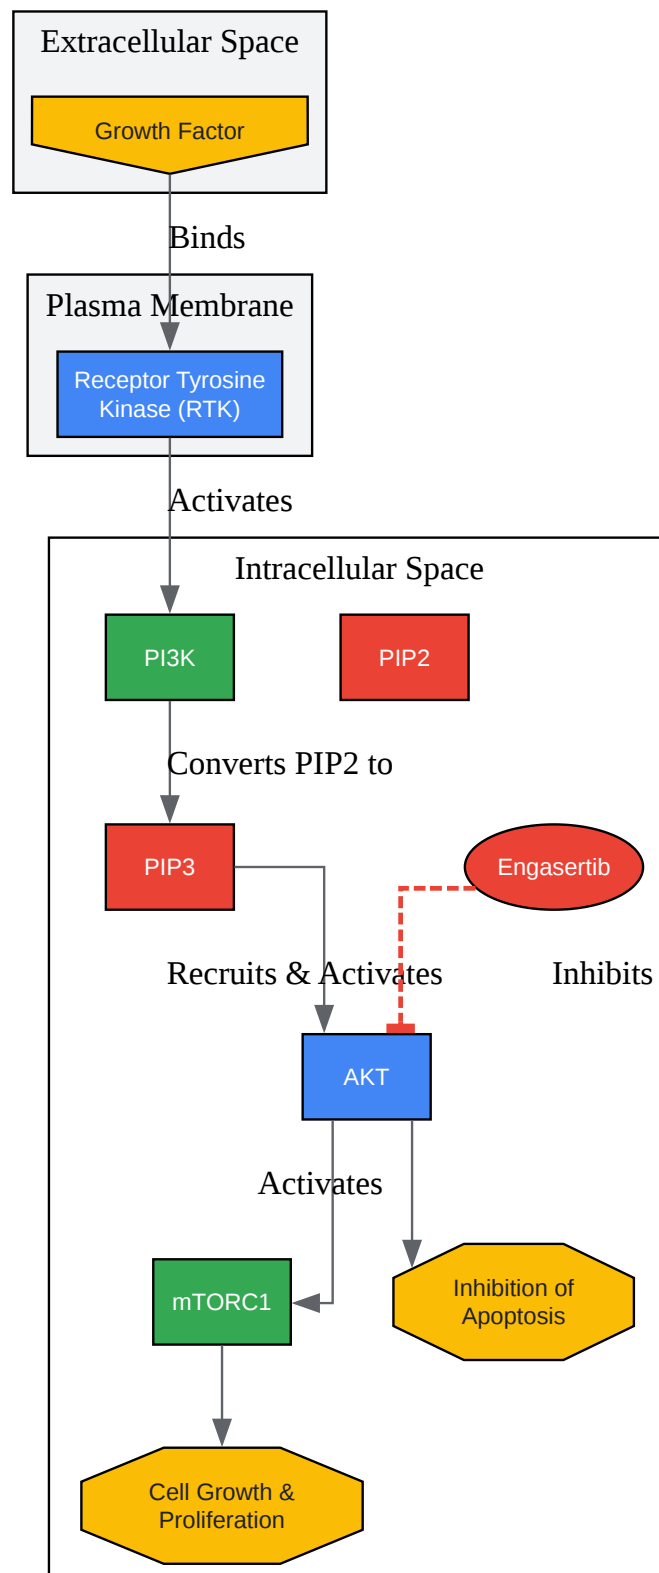 Extracellular Space
Growth Factor
Binds
Plasma Membrane
Receptor Tyrosine
Kinase (RTK)
Activates
Intracellular Space
PI3K
PIP2
Converts PIP2 to
PIP3
Engasertib
Recruits & Activates
Inhibits
AKT
Activates
mTORC1
Inhibition of
Apoptosis
Cell Growth &
Proliferation